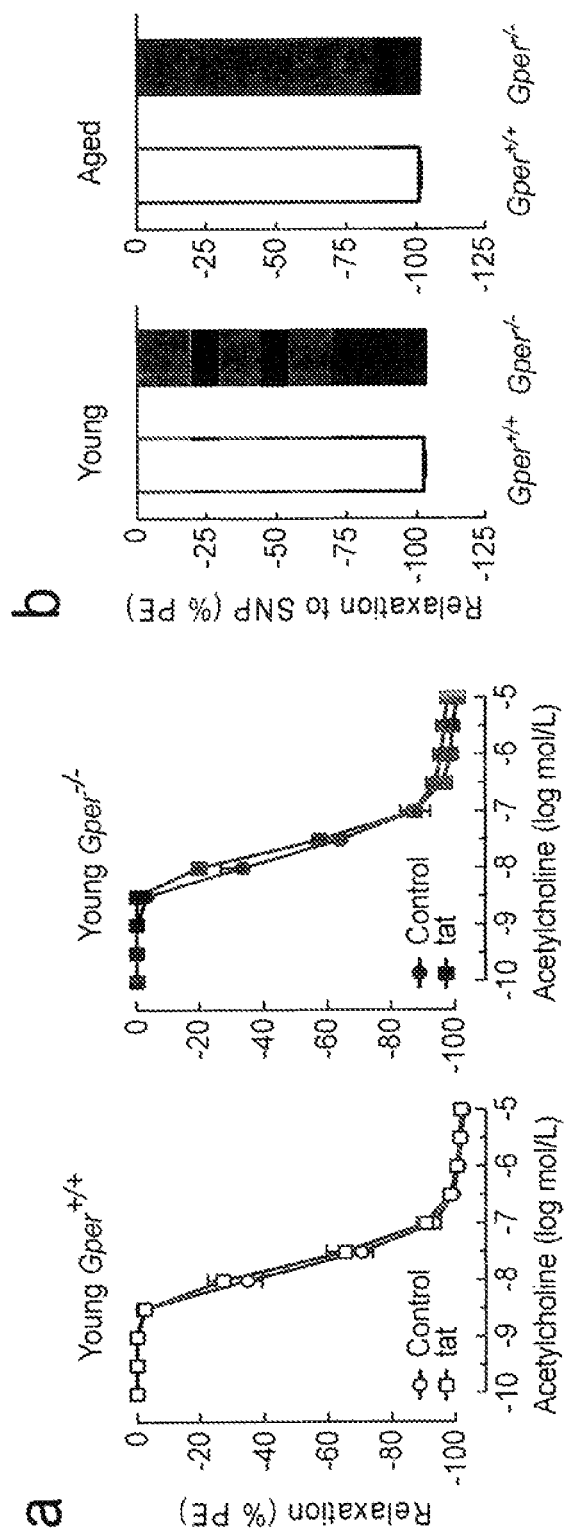 a
Young Gper+/+
Relaxation (% PE)
0
-20
-40
-60
-80
-100
Control
tat
-10 -9 -8 -7 -6 -5
Acetylcholine (log mol/L)
Young Gper-/-
0
-20
-40
-60
-80
-100
Control
tat
-10 -9 -8 -7 -6 -5
Acetylcholine (log mol/L)
b
Young
Relaxation to SNP (% PE)
0
-25
-50
-75
-100
-125
Gper+/+ Gper-/-
Aged
0
-25
-50
-75
-100
-125
Gper+/+ Gper-/-